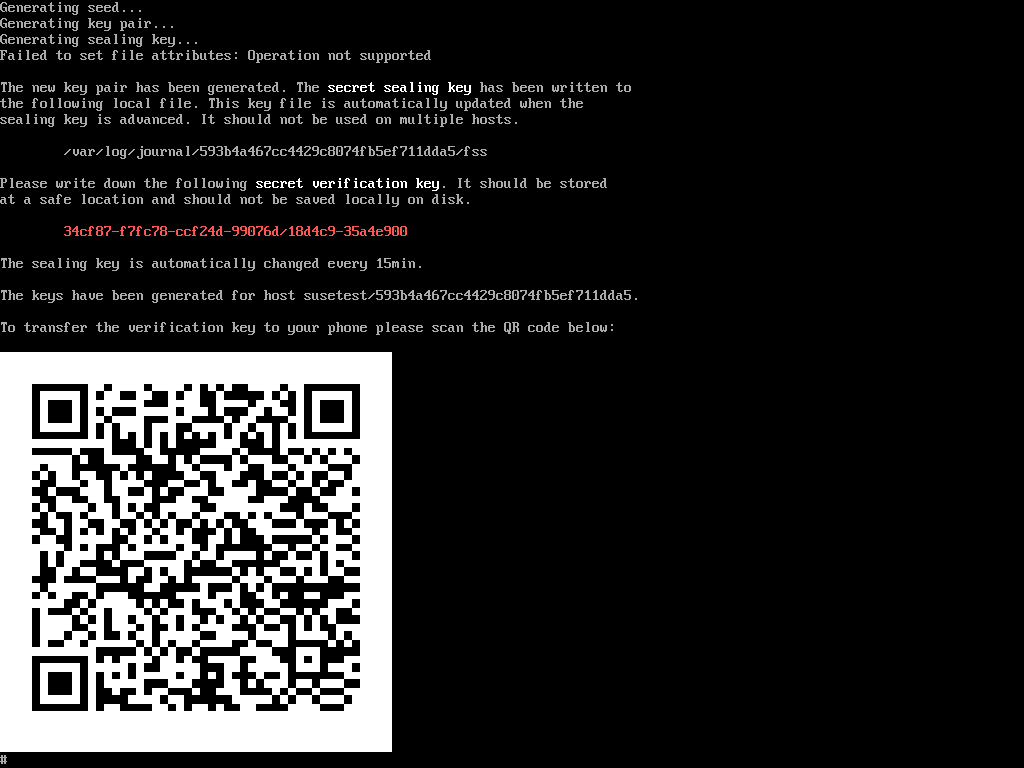 Generating seed...
Generating key pair...
Generating sealing key...
Failed to set file attributes: Operation not supported
The new key pair has been generated. The secret sealing key has been written to
the following local file. This key file is automatically updated when the
sealing key is advanced. It should not be used on multiple hosts.
/var/log/journal/593b4a467cc4429c8074fb5ef711dda5/fss
Please write down the following secret verification key. It should be stored
at a safe location and should not be saved locally on disk.
34cf87-f7fc78-ccf24d-99076d/18d4c9-35a4e900
The sealing key is automatically changed every 15min.
The keys have been generated for host susetest/593b4a467cc4429c8074fb5ef711dda5.
To transfer the verification key to your phone please scan the QR code below:
#